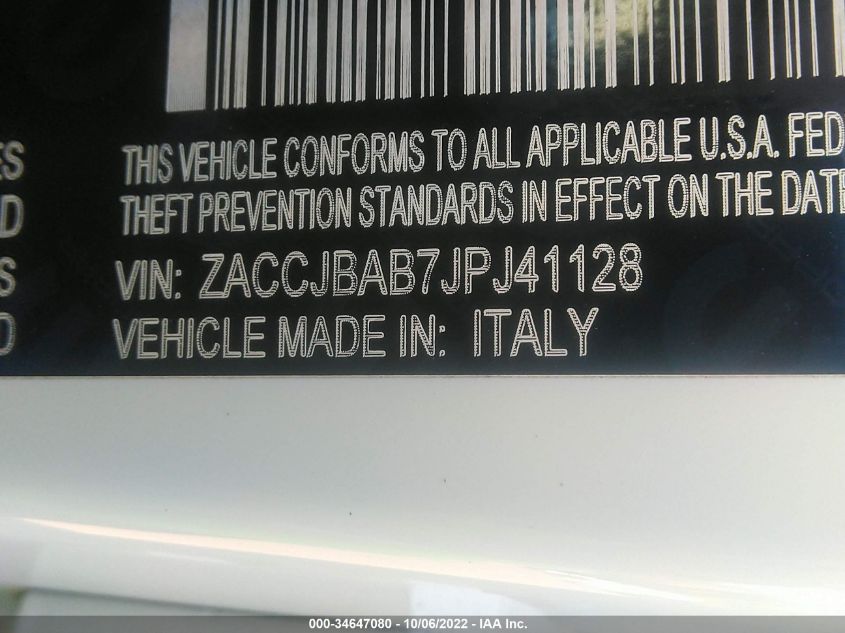 ES
THIS VEHICLE CONFORMS TO ALL APPLICABLE U.S.A. FED
D
THEFT PREVENTION STANDARDS IN EFFECT ON THE DATE
S
VIN: ZACCJBAB7JPJ41128
D
VEHICLE MADE IN: ITALY
000-34647080 - 10/06/2022 - IAA Inc.